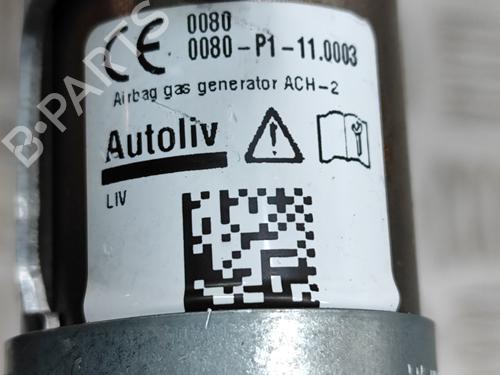 CE 0080
0080-P1-11.0003
Airbag gas generator ACH-2
Autoliv
LIV
B-PARTS